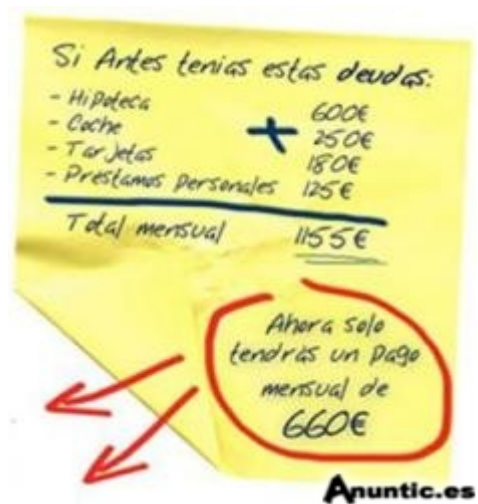 Si Antes tenias estas deudas:
- Hipoteca 600€
- Coche + 250€
- Tarjetas 180€
- Prestamos Personales 125€
Total mensual 1155€
Ahora solo
tendrás un pago
mensual de
660€
Anuntic.es